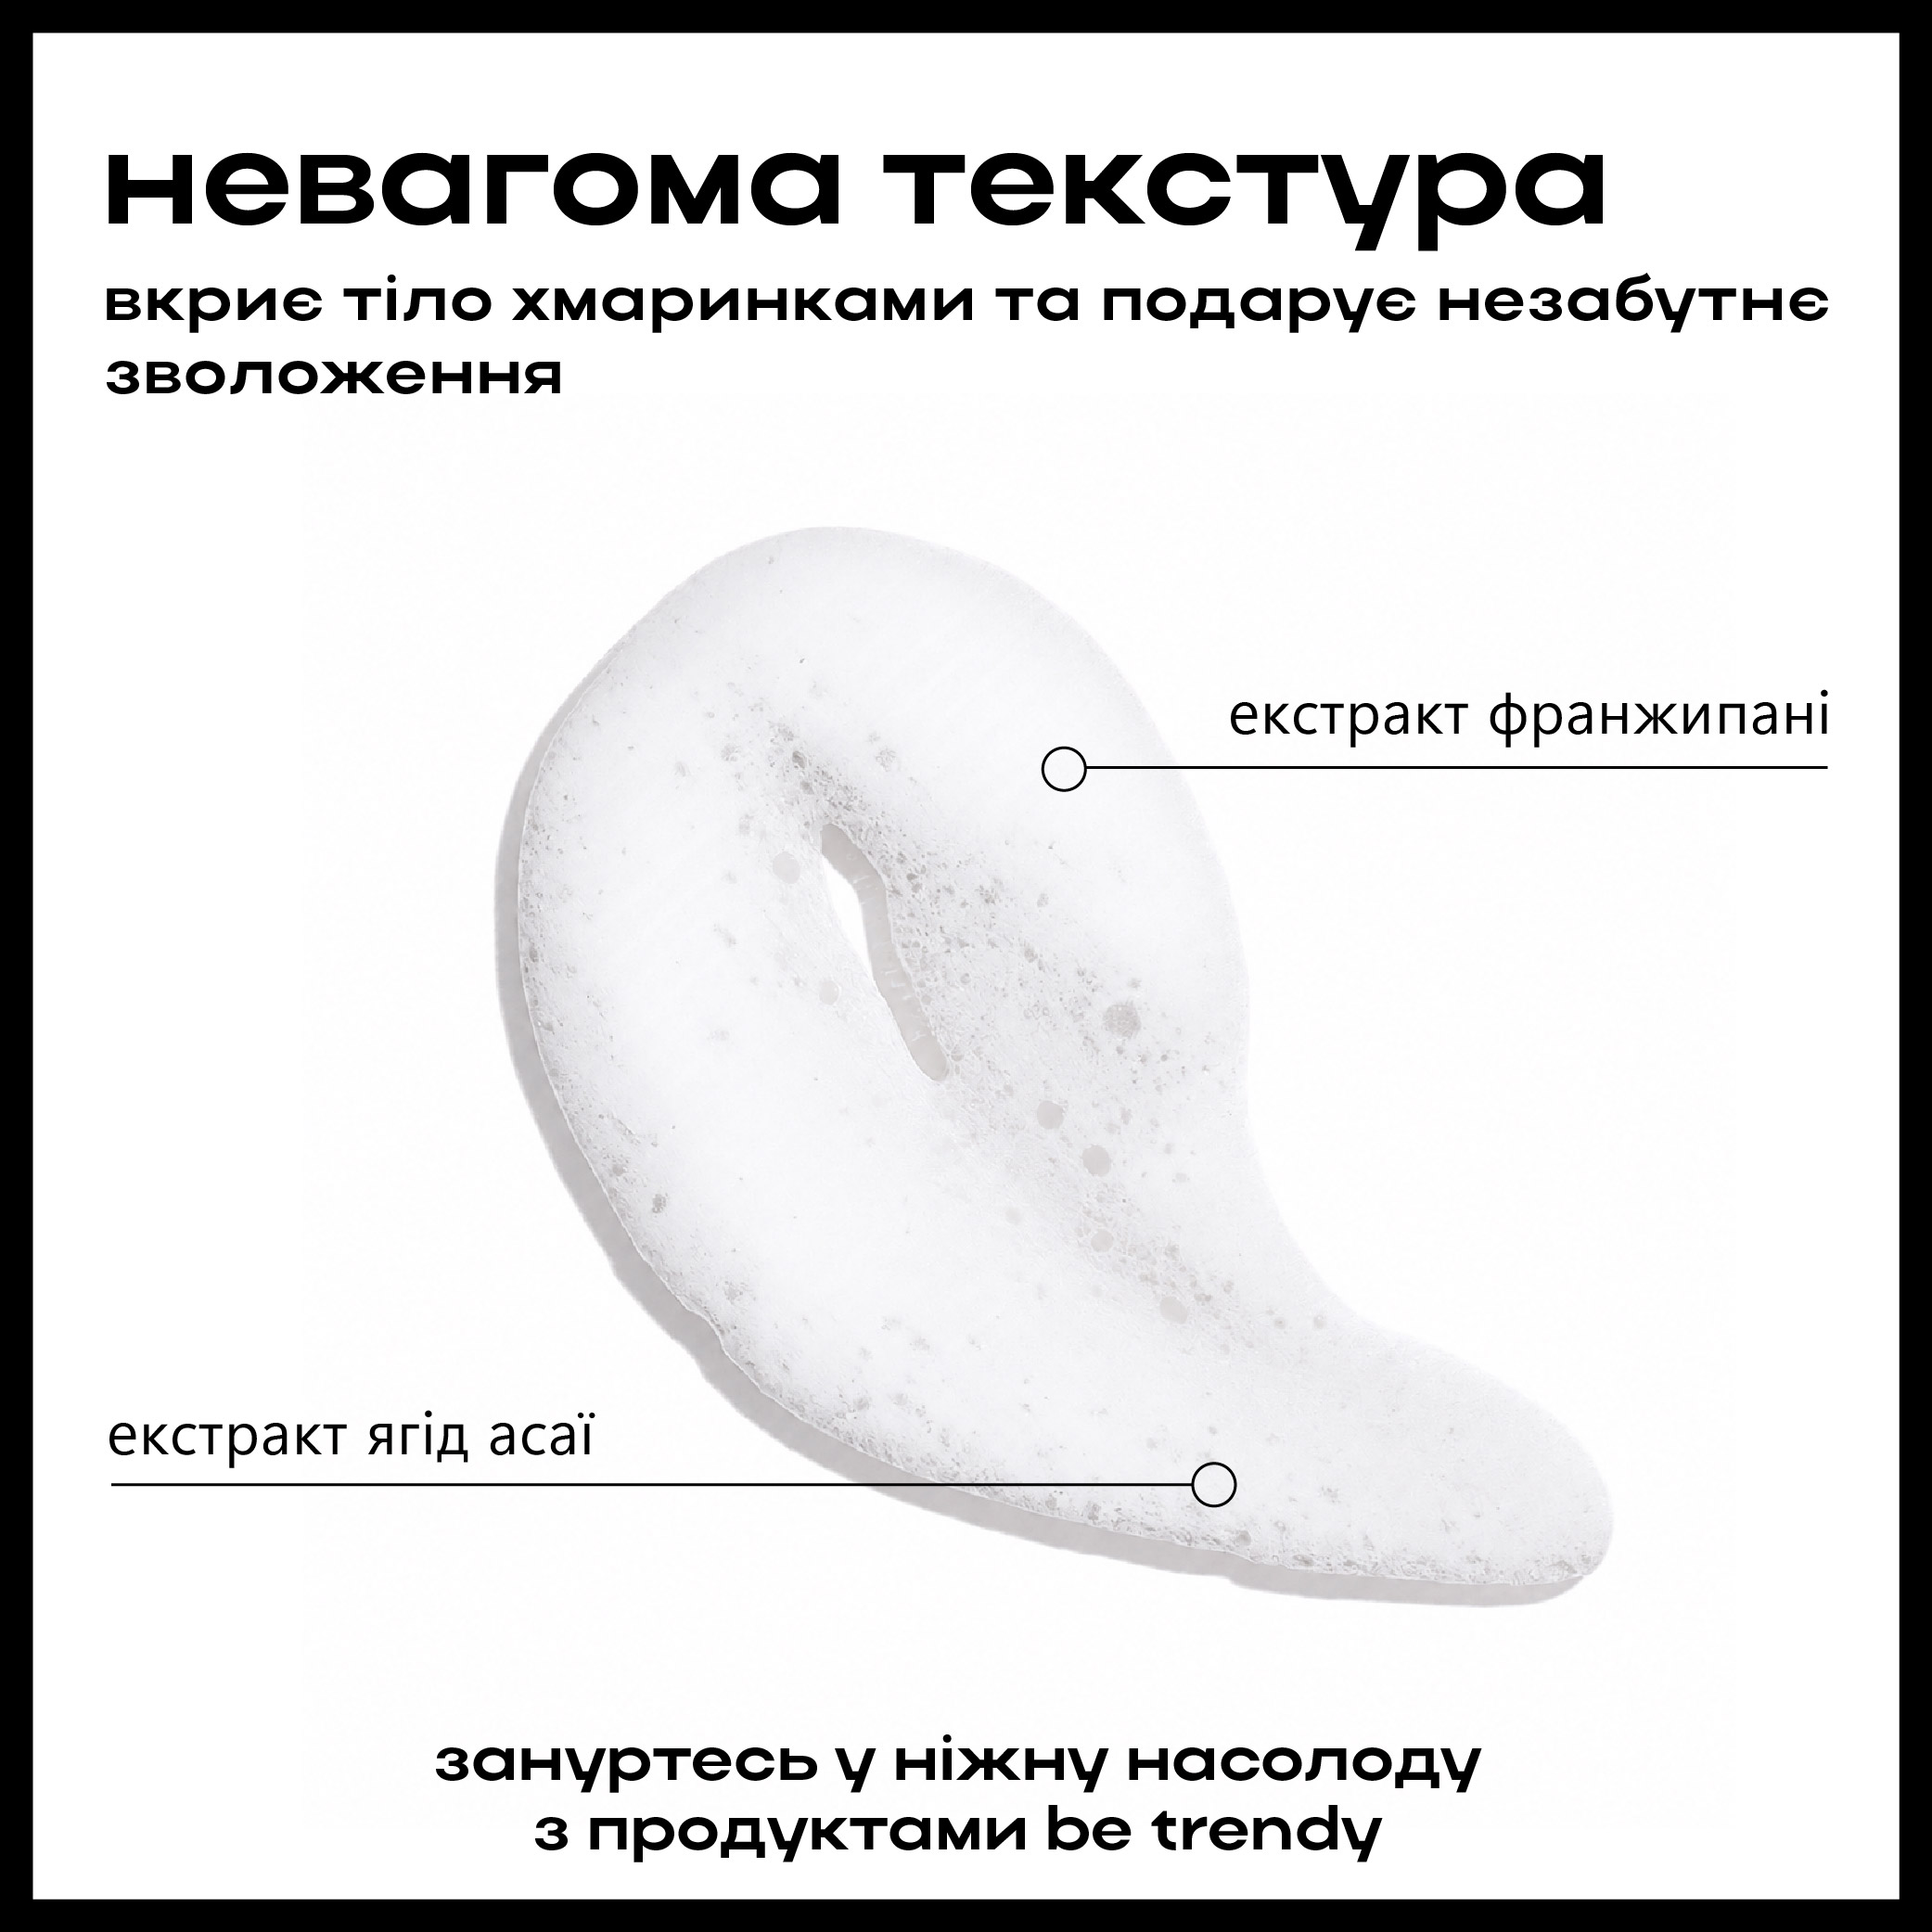 невагома текстура
вкриє тіло хмаринками та подарує незабутнє
зволоження
екстракт франжипані
екстракт ягід асаї
зануртесь у ніжну насолоду
з продуктами be trendy